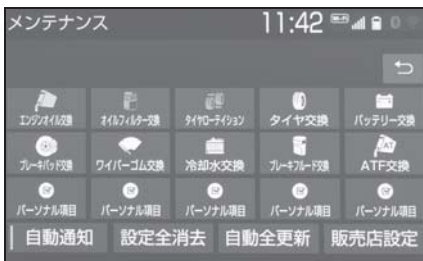 メンテナンス 11:42
エンジンオイル交換 オイルフィルター交換 タイヤローテイション タイヤ交換 バッテリー交換
ブレーキパッド交換 ワイパーゴム交換 冷却水交換 ブレーキフルード交換 ATF交換
パーソナル項目 パーソナル項目 パーソナル項目 パーソナル項目 パーソナル項目
自動通知 設定全消去 自動全更新 販売店設定